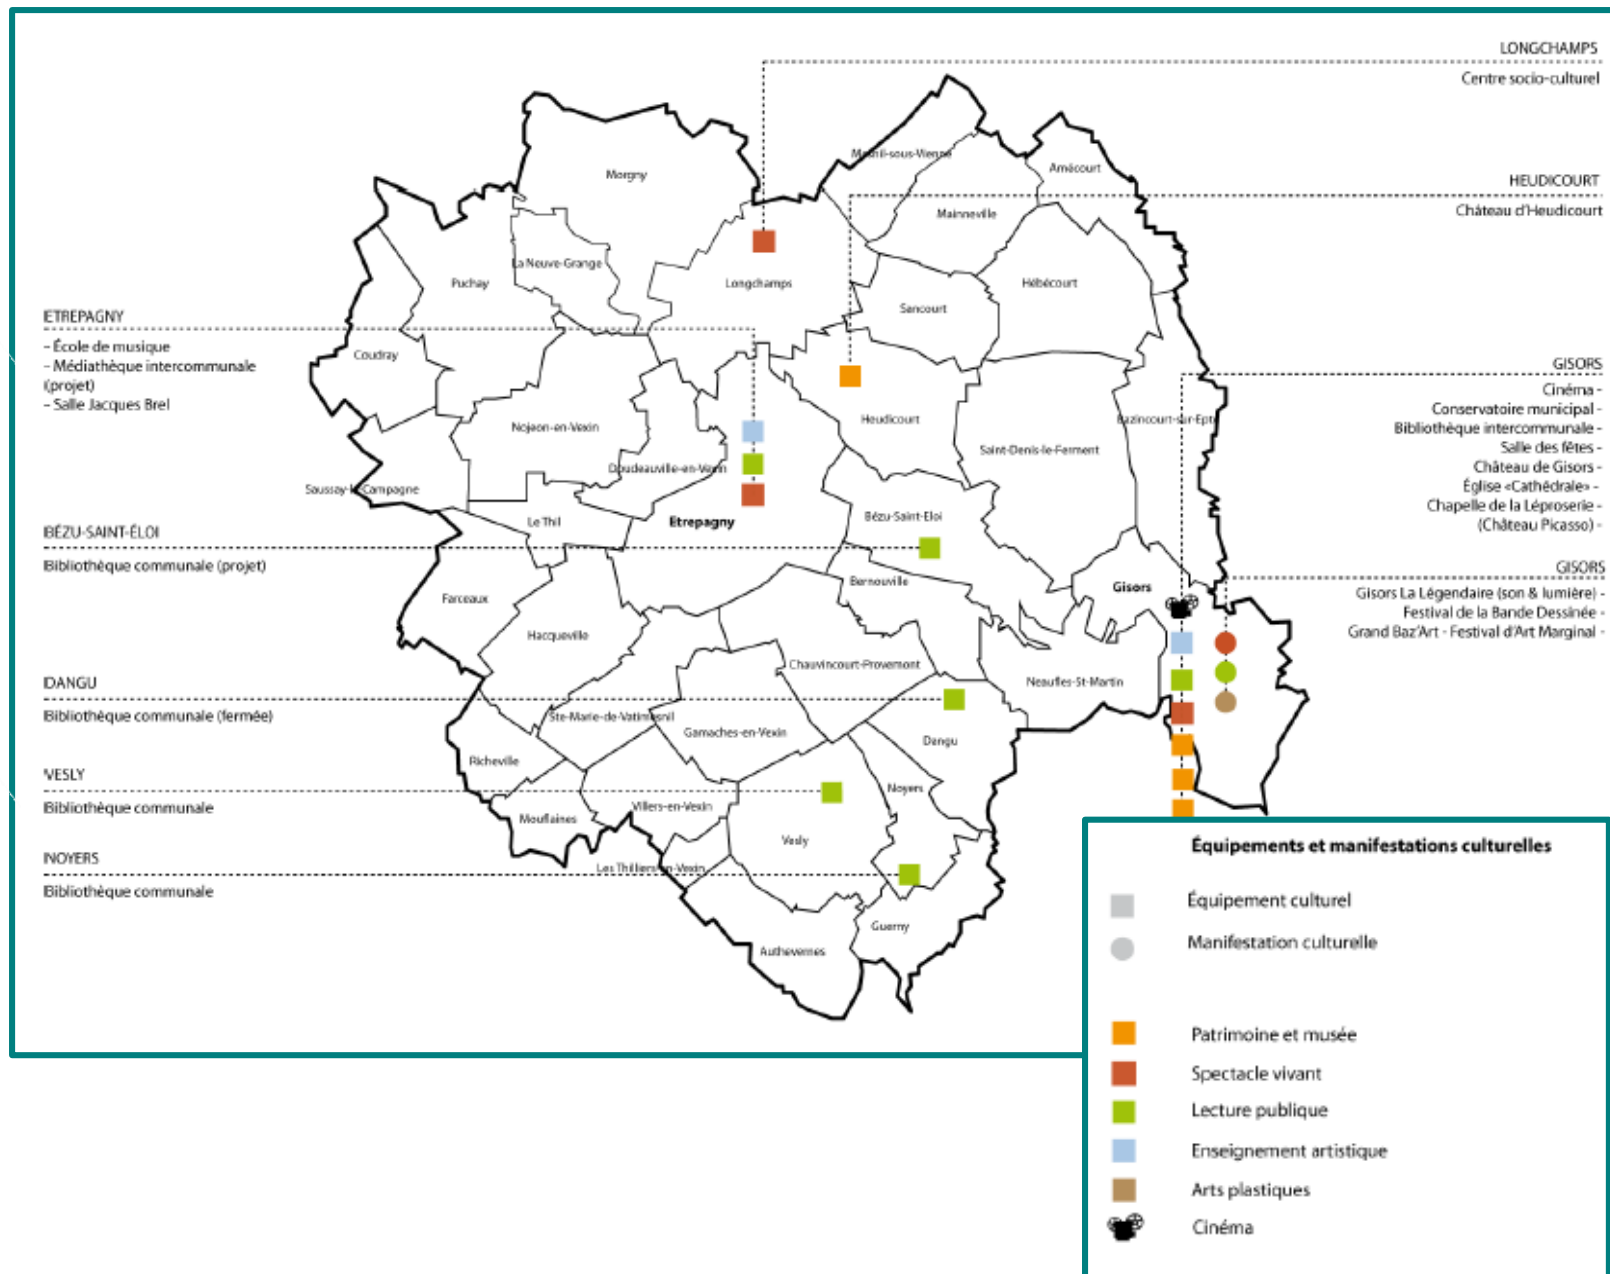 LONGCHAMPS
Centre socio-culturel
HEUDICOURT
Château d'Heudicourt
ETREPAGNY
– École de musique
– Médiathèque intercommunale
(projet)
– Salle Jacques Brel
BÉZU-SAINT-ÉLOI
Bibliothèque communale (projet)
DANGU
Bibliothèque communale (fermée)
VESLY
Bibliothèque communale
NOYERS
Bibliothèque communale
GISORS
Cinéma -
Conservatoire municipal -
Bibliothèque intercommunale -
Salle des fêtes -
Château de Gisors -
Église «Cathédrale» -
Chapelle de la Léproserie -
(Château Picasso) -
GISORS
Gisors La Légendaire (son & lumière) -
Festival de la Bande Dessinée -
Grand Baz'Art - Festival d'Art Marginal -
Morgny
Mesnil-sous-Vienne
Amécourt
Mainneville
La Neuve-Grange
Puchay
Longchamps
Hébécourt
Sancourt
Coudray
Heudicourt
Bazincourt-sur-Epte
Nojeon-en-Vexin
Saint-Denis-le-Ferment
Doudeauville-en-Vexin
Saussay-la-Campagne
Le Thil
Etrepagny
Bézu-Saint-Eloi
Bernouville
Gisors
Farceaux
Hacqueville
Chauvincourt-Provemont
Neaufles-St-Martin
Ste-Marie-de-Vatimesnil
Gamaches-en-Vexin
Dangu
Richeville
Noyers
Villers-en-Vexin
Mouflaines
Vesly
Les Thilliers-en-Vexin
Guerny
Authevernes
Équipements et manifestations culturelles
Équipement culturel
Manifestation culturelle
Patrimoine et musée
Spectacle vivant
Lecture publique
Enseignement artistique
Arts plastiques
Cinéma